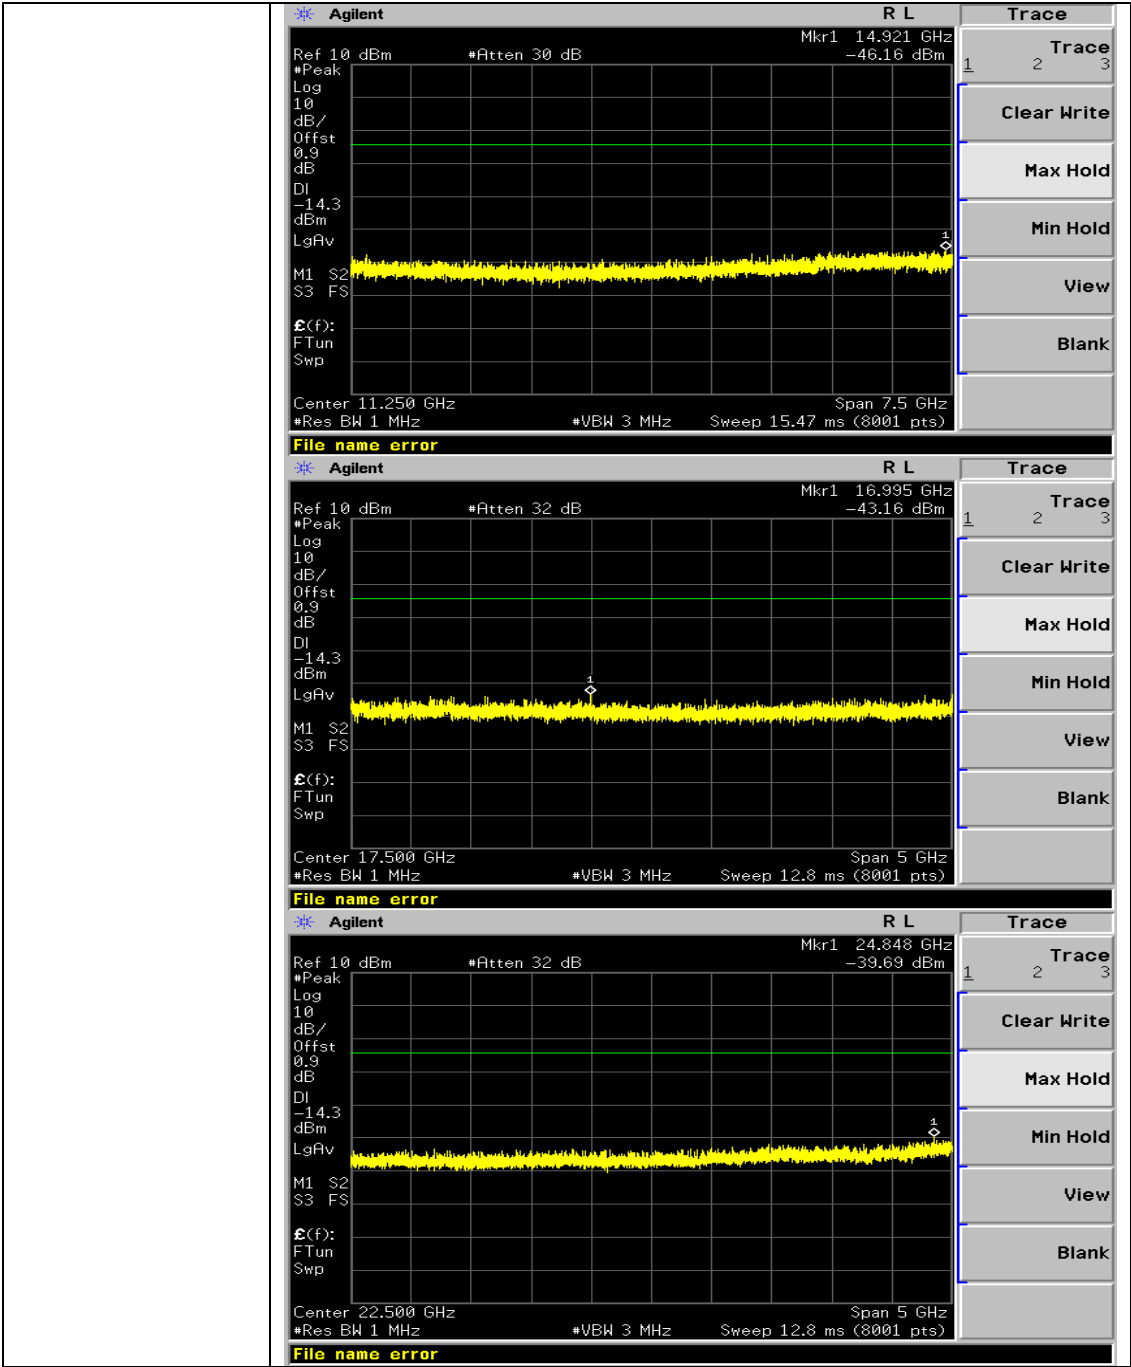 Agilent R L Trace
Mkr1 14.921 GHz
Ref 10 dBm #Atten 30 dB -46.16 dBm
#Peak
Log
10
dB/
Offst
0.9
dB
DI
-14.3
dBm
LgAv
M1 S2
S3 FS
£(f):
FTun
Swp
1
Center 11.250 GHz Span 7.5 GHz
#Res BW 1 MHz #VBW 3 MHz Sweep 15.47 ms (8001 pts)
File name error
Trace
1 2 3
Clear Write
Max Hold
Min Hold
View
Blank
Agilent R L Trace
Mkr1 16.995 GHz
Ref 10 dBm #Atten 32 dB -43.16 dBm
#Peak
Log
10
dB/
Offst
0.9
dB
DI
-14.3
dBm
LgAv
M1 S2
S3 FS
£(f):
FTun
Swp
1
Center 17.500 GHz Span 5 GHz
#Res BW 1 MHz #VBW 3 MHz Sweep 12.8 ms (8001 pts)
File name error
Trace
1 2 3
Clear Write
Max Hold
Min Hold
View
Blank
Agilent R L Trace
Mkr1 24.848 GHz
Ref 10 dBm #Atten 32 dB -39.69 dBm
#Peak
Log
10
dB/
Offst
0.9
dB
DI
-14.3
dBm
LgAv
M1 S2
S3 FS
£(f):
FTun
Swp
1
Center 22.500 GHz Span 5 GHz
#Res BW 1 MHz #VBW 3 MHz Sweep 12.8 ms (8001 pts)
File name error
Trace
1 2 3
Clear Write
Max Hold
Min Hold
View
Blank